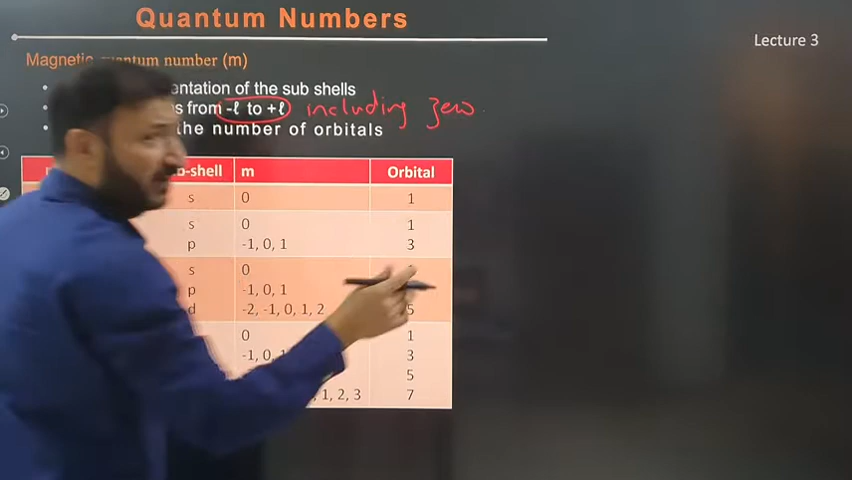 Quantum Numbers
Lecture 3
Magnetic quantum number (m)
of the sub shells
from -ℓ to +ℓ including zero
the number of orbitals
m Orbital
s 0 1
s 0 1
p -1, 0, 1 3
s 0
p -1, 0, 1
d -2, -1, 0, 1, 2 5
0 1
-1, 0, 3
5
1, 2, 3 7